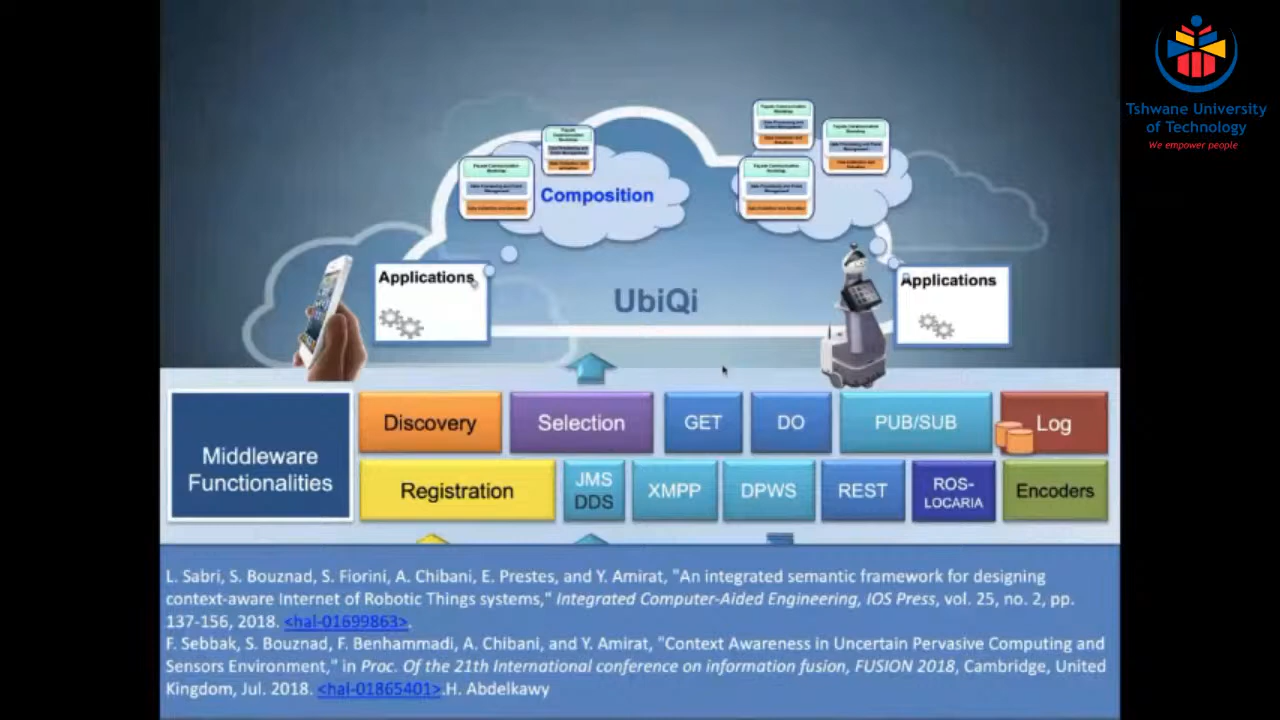 Tshwane University
of Technology
We empower people
Composition
Applications
UbiQi
Applications
Middleware
Functionalities
Discovery
Selection
GET
DO
PUB/SUB
Log
Registration
JMS
DDS
XMPP
DPWS
REST
ROS-
LOCARIA
Encoders
L. Sabri, S. Bouznad, S. Fiorini, A. Chibani, E. Prestes, and Y. Amirat, "An integrated semantic framework for designing
context-aware Internet of Robotic Things systems," Integrated Computer-Aided Engineering, IOS Press, vol. 25, no. 2, pp.
137-156, 2018. <hal-01699863>.
F. Sebbak, S. Bouznad, F. Benhammadi, A. Chibani, and Y. Amirat, "Context Awareness in Uncertain Pervasive Computing and
Sensors Environment," in Proc. Of the 21th International conference on information fusion, FUSION 2018, Cambridge, United
Kingdom, Jul. 2018. <hal-01865401>.H. Abdelkawy